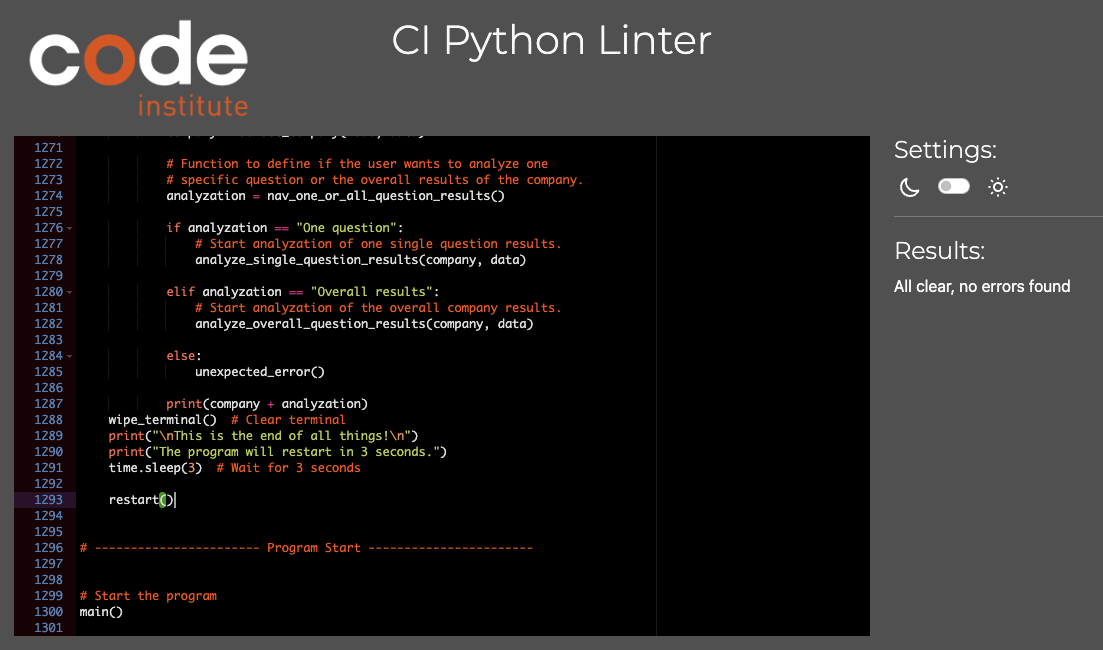 code
institute
CI Python Linter
1271
1272 # Function to define if the user wants to analyze one
1273 # specific question or the overall results of the company.
1274 analyzation = nav_one_or_all_question_results()
1275
1276 if analyzation == "One question":
1277 # Start analyzation of one single question results.
1278 analyze_single_question_results(company, data)
1279
1280 elif analyzation == "Overall results":
1281 # Start analyzation of the overall company results.
1282 analyze_overall_question_results(company, data)
1283
1284 else:
1285 unexpected_error()
1286
1287 print(company + analyzation)
1288 wipe_terminal()  # Clear terminal
1289 print("\nThis is the end of all things!\n")
1290 print("The program will restart in 3 seconds.")
1291 time.sleep(3)  # Wait for 3 seconds
1292
1293 restart()
1294
1295
1296 # ----------------------- Program Start -----------------------
1297
1298
1299 # Start the program
1300 main()
1301
Settings:
Results:
All clear, no errors found